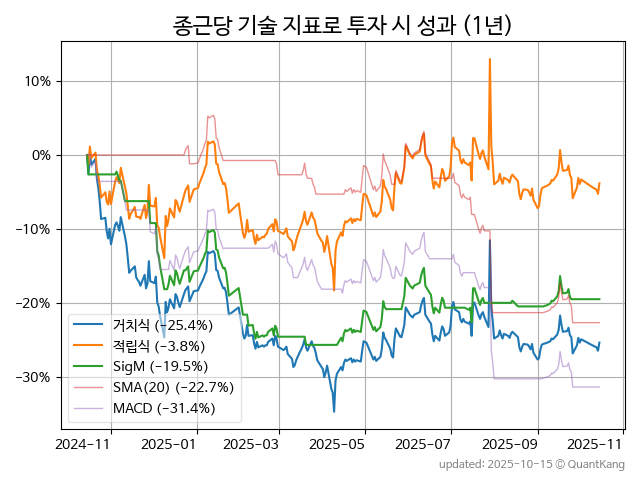 종근당 기술 지표로 투자 시 성과 (1년)
10%
0%
−10%
−20%
−30%
거치식 (−25.4%)
적립식 (−3.8%)
SigM (−19.5%)
SMA(20) (−22.7%)
MACD (−31.4%)
2024-11 2025-01 2025-03 2025-05 2025-07 2025-09 2025-11
updated: 2025-10-15 © QuantKang